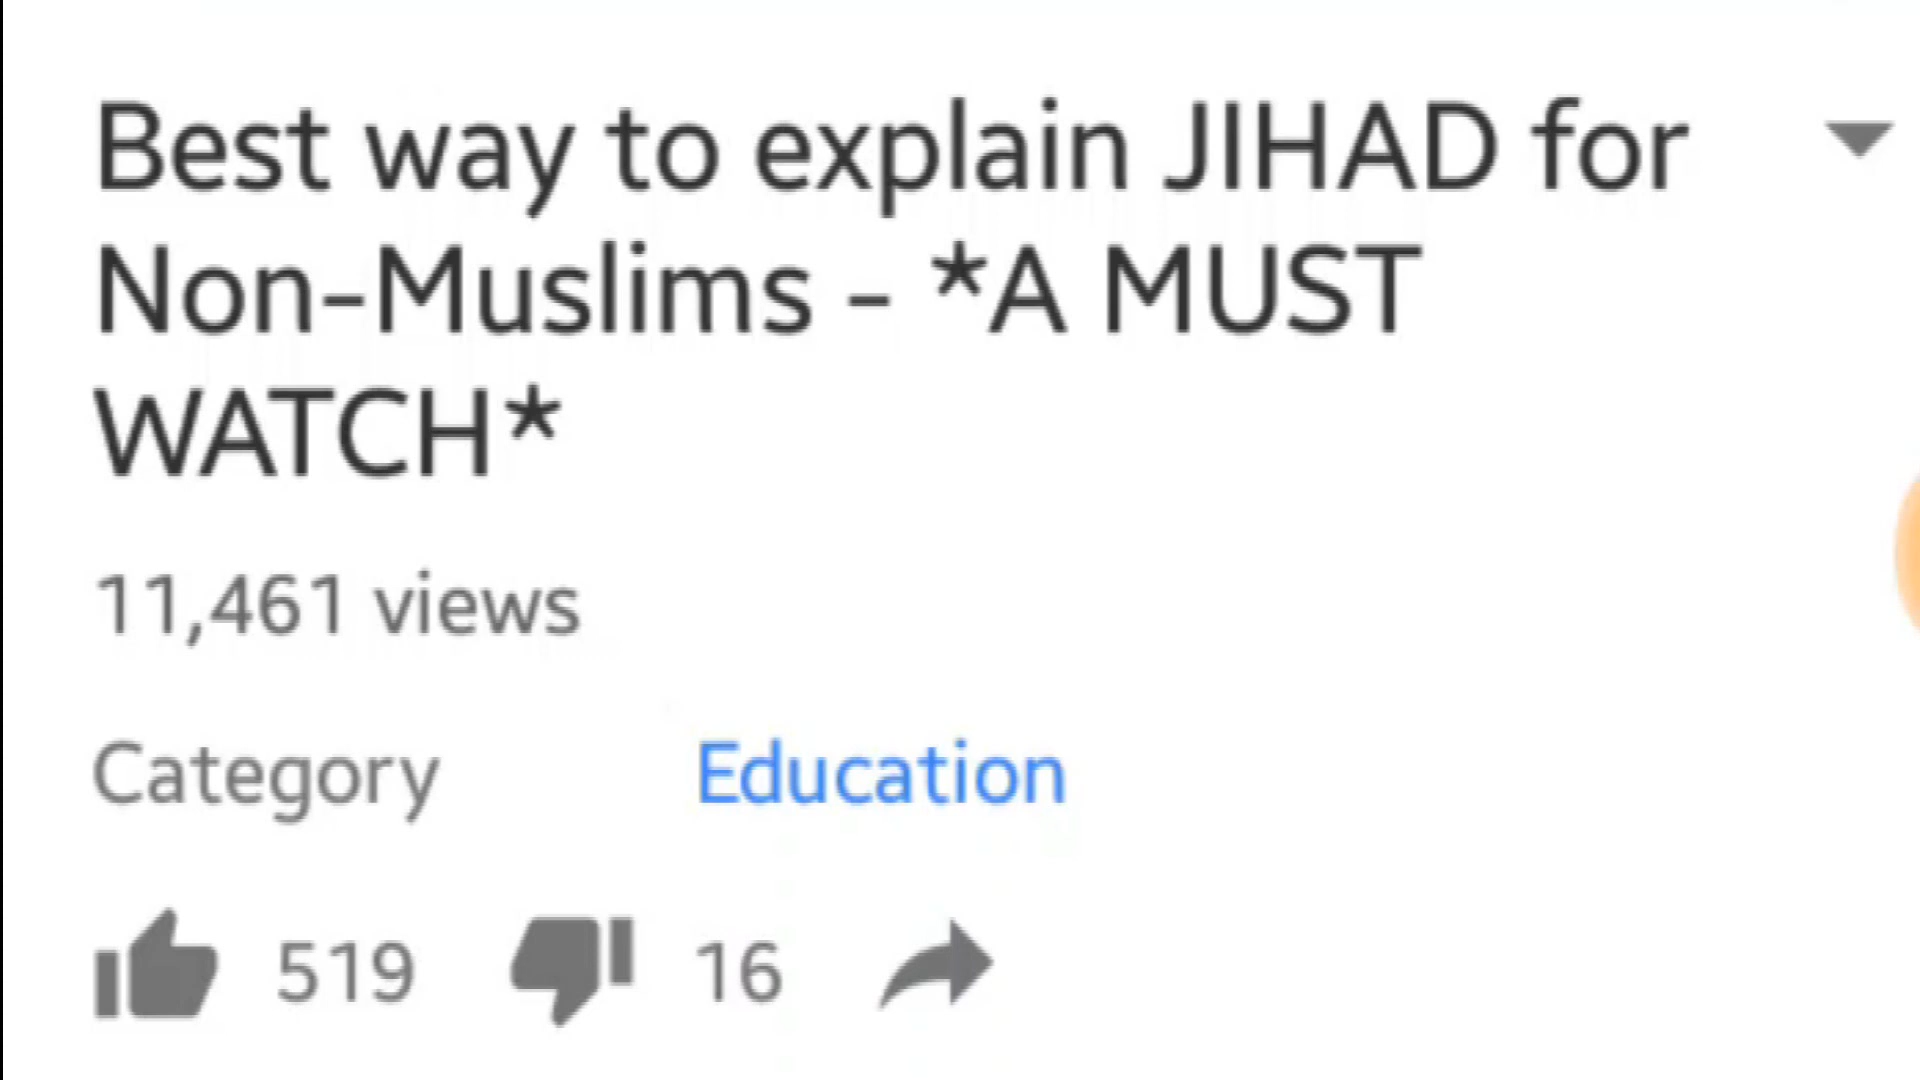 Best way to explain JIHAD for
Non-Muslims - *A MUST
WATCH*
11,461 views
Category Education
519 16